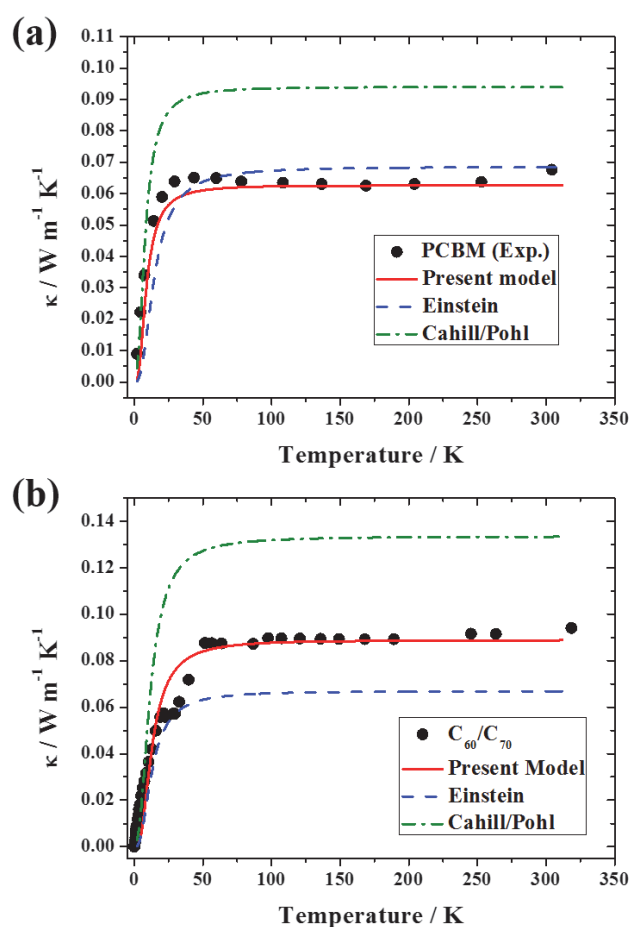 (a)
0.11
0.10
0.09
0.08
0.07
0.06
0.05
0.04
0.03
0.02
0.01
0.00
κ / W m⁻¹ K⁻¹
PCBM (Exp.)
Present model
Einstein
Cahill/Pohl
0 50 100 150 200 250 300 350
Temperature / K
(b)
0.14
0.12
0.10
0.08
0.06
0.04
0.02
0.00
κ / W m⁻¹ K⁻¹
C₆₀/C₇₀
Present Model
Einstein
Cahill/Pohl
0 50 100 150 200 250 300 350
Temperature / K